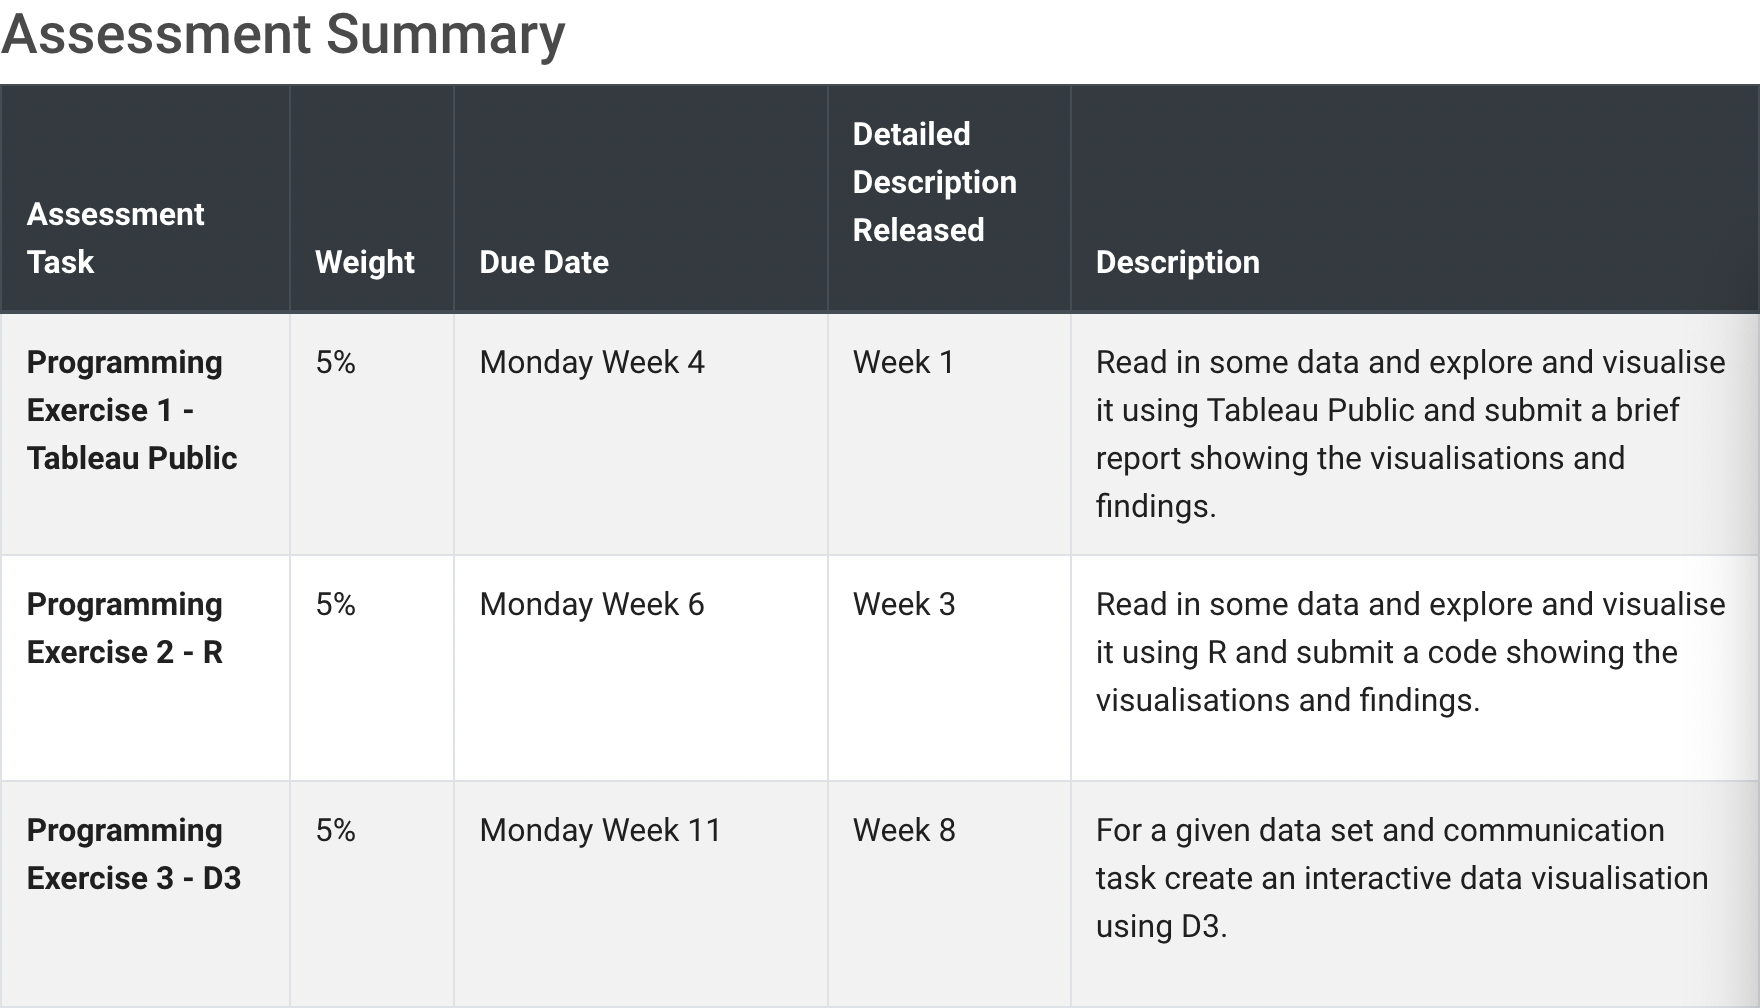 Assessment Summary
Assessment
Task
Weight
Due Date
Detailed
Description
Released
Description
Programming
Exercise 1 -
Tableau Public
5%
Monday Week 4
Week 1
Read in some data and explore and visualise
it using Tableau Public and submit a brief
report showing the visualisations and
findings.
Programming
Exercise 2 - R
5%
Monday Week 6
Week 3
Read in some data and explore and visualise
it using R and submit a code showing the
visualisations and findings.
Programming
Exercise 3 - D3
5%
Monday Week 11
Week 8
For a given data set and communication
task create an interactive data visualisation
using D3.